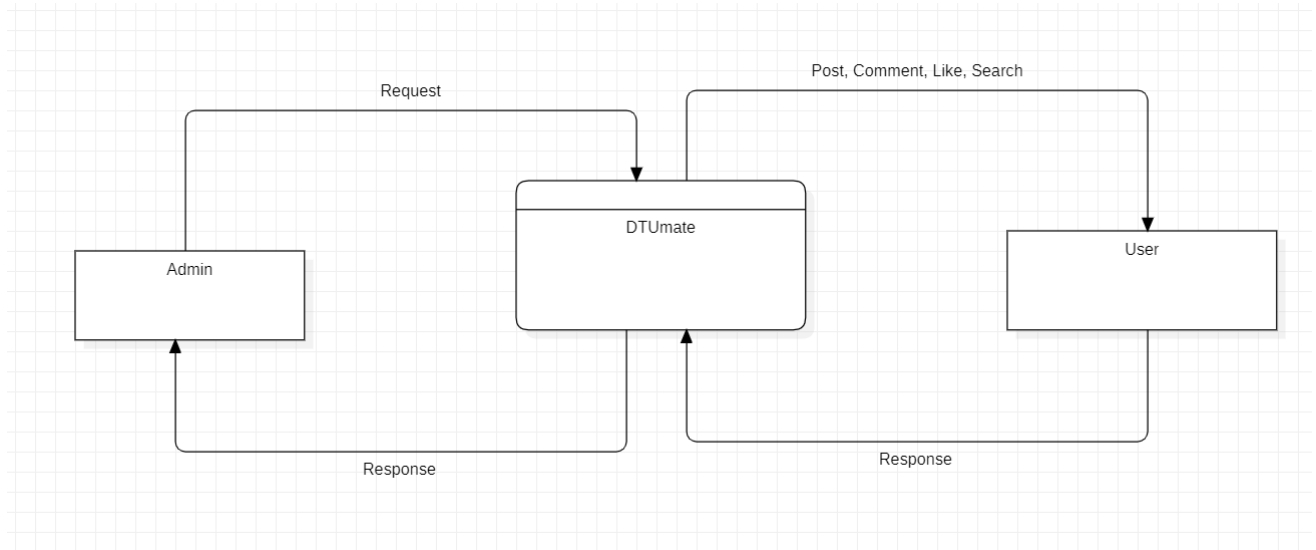 Post, Comment, Like, Search
Request
DTUmate
User
Admin
Response
Response